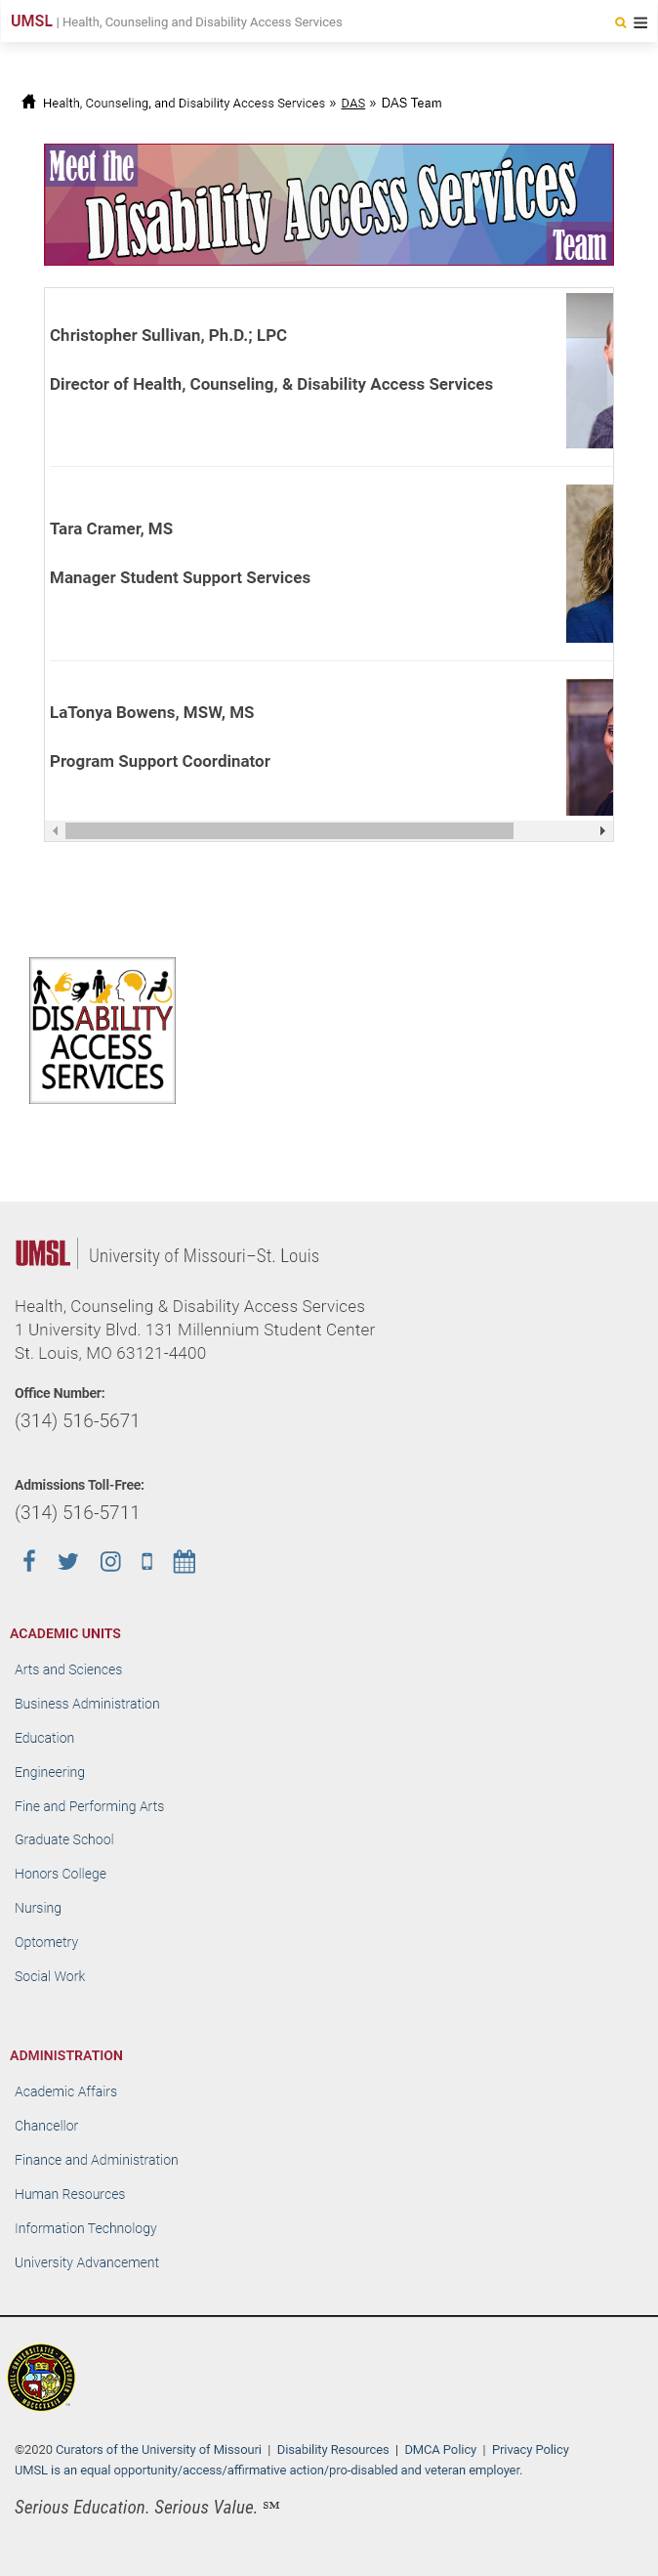 UMSL | Health, Counseling and Disability Access Services
Health, Counseling, and Disability Access Services » DAS » DAS Team
Meet the
Disability Access Services
Team
Christopher Sullivan, Ph.D.; LPC
Director of Health, Counseling, & Disability Access Services
Tara Cramer, MS
Manager Student Support Services
LaTonya Bowens, MSW, MS
Program Support Coordinator
DISABILITY
ACCESS
SERVICES
UMSL | University of Missouri–St. Louis
Health, Counseling & Disability Access Services
1 University Blvd. 131 Millennium Student Center
St. Louis, MO 63121-4400
Office Number:
(314) 516-5671
Admissions Toll-Free:
(314) 516-5711
ACADEMIC UNITS
Arts and Sciences
Business Administration
Education
Engineering
Fine and Performing Arts
Graduate School
Honors College
Nursing
Optometry
Social Work
ADMINISTRATION
Academic Affairs
Chancellor
Finance and Administration
Human Resources
Information Technology
University Advancement
©2020 Curators of the University of Missouri | Disability Resources | DMCA Policy | Privacy Policy
UMSL is an equal opportunity/access/affirmative action/pro-disabled and veteran employer.
Serious Education. Serious Value. ℠